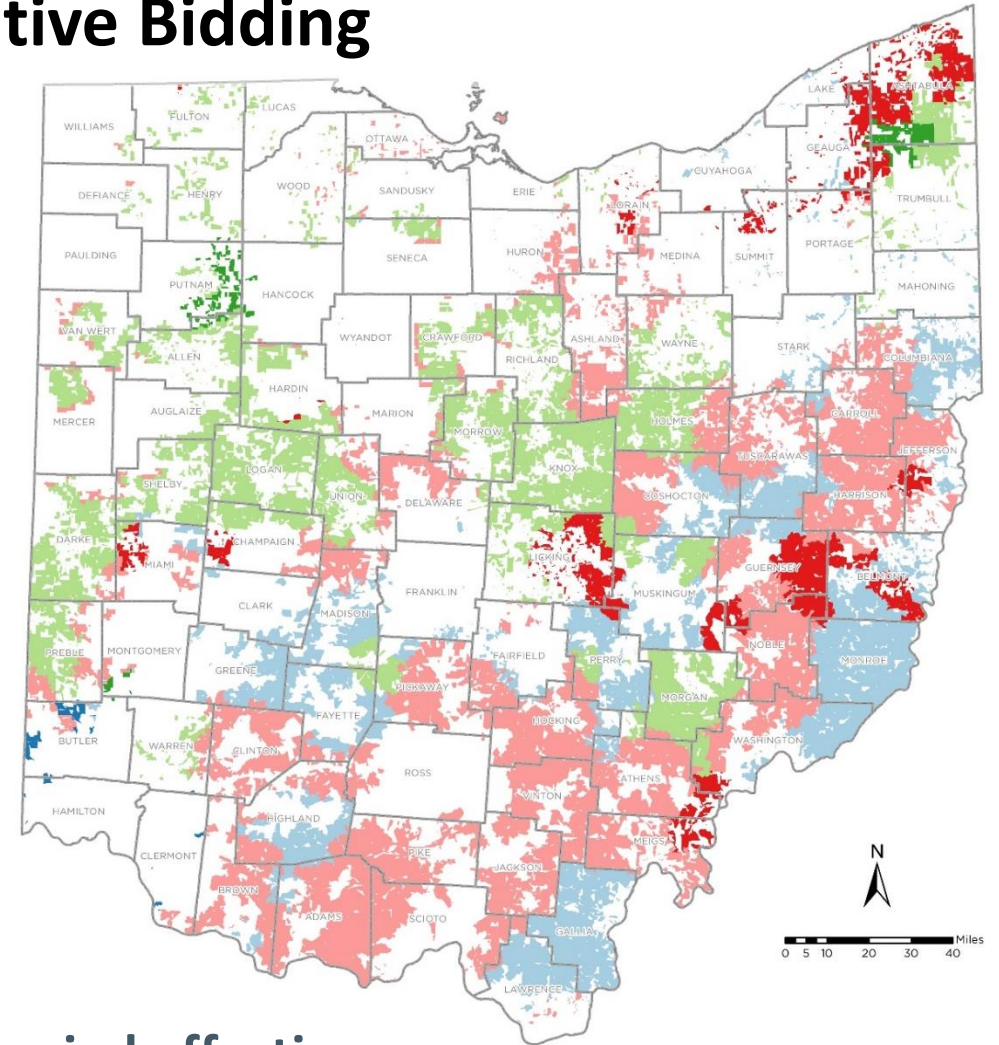 tive Bidding
LAKE
ASHTABULA
FULTON
LUCAS
WILLIAMS
OTTAWA
GEAUGA
CUYAHOGA
DEFIANCE
HENRY
WOOD
SANDUSKY
ERIE
LORAIN
TRUMBULL
PAULDING
SENECA
HURON
MEDINA
SUMMIT
PORTAGE
PUTNAM
HANCOCK
MAHONING
VAN WERT
WYANDOT
CRAWFORD
ASHLAND
WAYNE
STARK
ALLEN
RICHLAND
COLUMBIANA
HARDIN
MERCER
AUGLAIZE
MARION
MORROW
HOLMES
CARROLL
LOGAN
KNOX
TUSCARAWAS
JEFFERSON
SHELBY
UNION
DELAWARE
COSHOCTON
HARRISON
DARKE
MIAMI
CHAMPAIGN
LICKING
GUERNSEY
BELMONT
CLARK
MADISON
FRANKLIN
MUSKINGUM
PREBLE
MONTGOMERY
GREENE
FAIRFIELD
PERRY
NOBLE
MONROE
FAYETTE
PICKAWAY
MORGAN
BUTLER
WARREN
CLINTON
HOCKING
WASHINGTON
ROSS
ATHENS
HAMILTON
HIGHLAND
VINTON
CLERMONT
PIKE
MEIGS
JACKSON
BROWN
ADAMS
SCIOTO
GALLIA
LAWRENCE
N
Miles
0 5 10 20 30 40